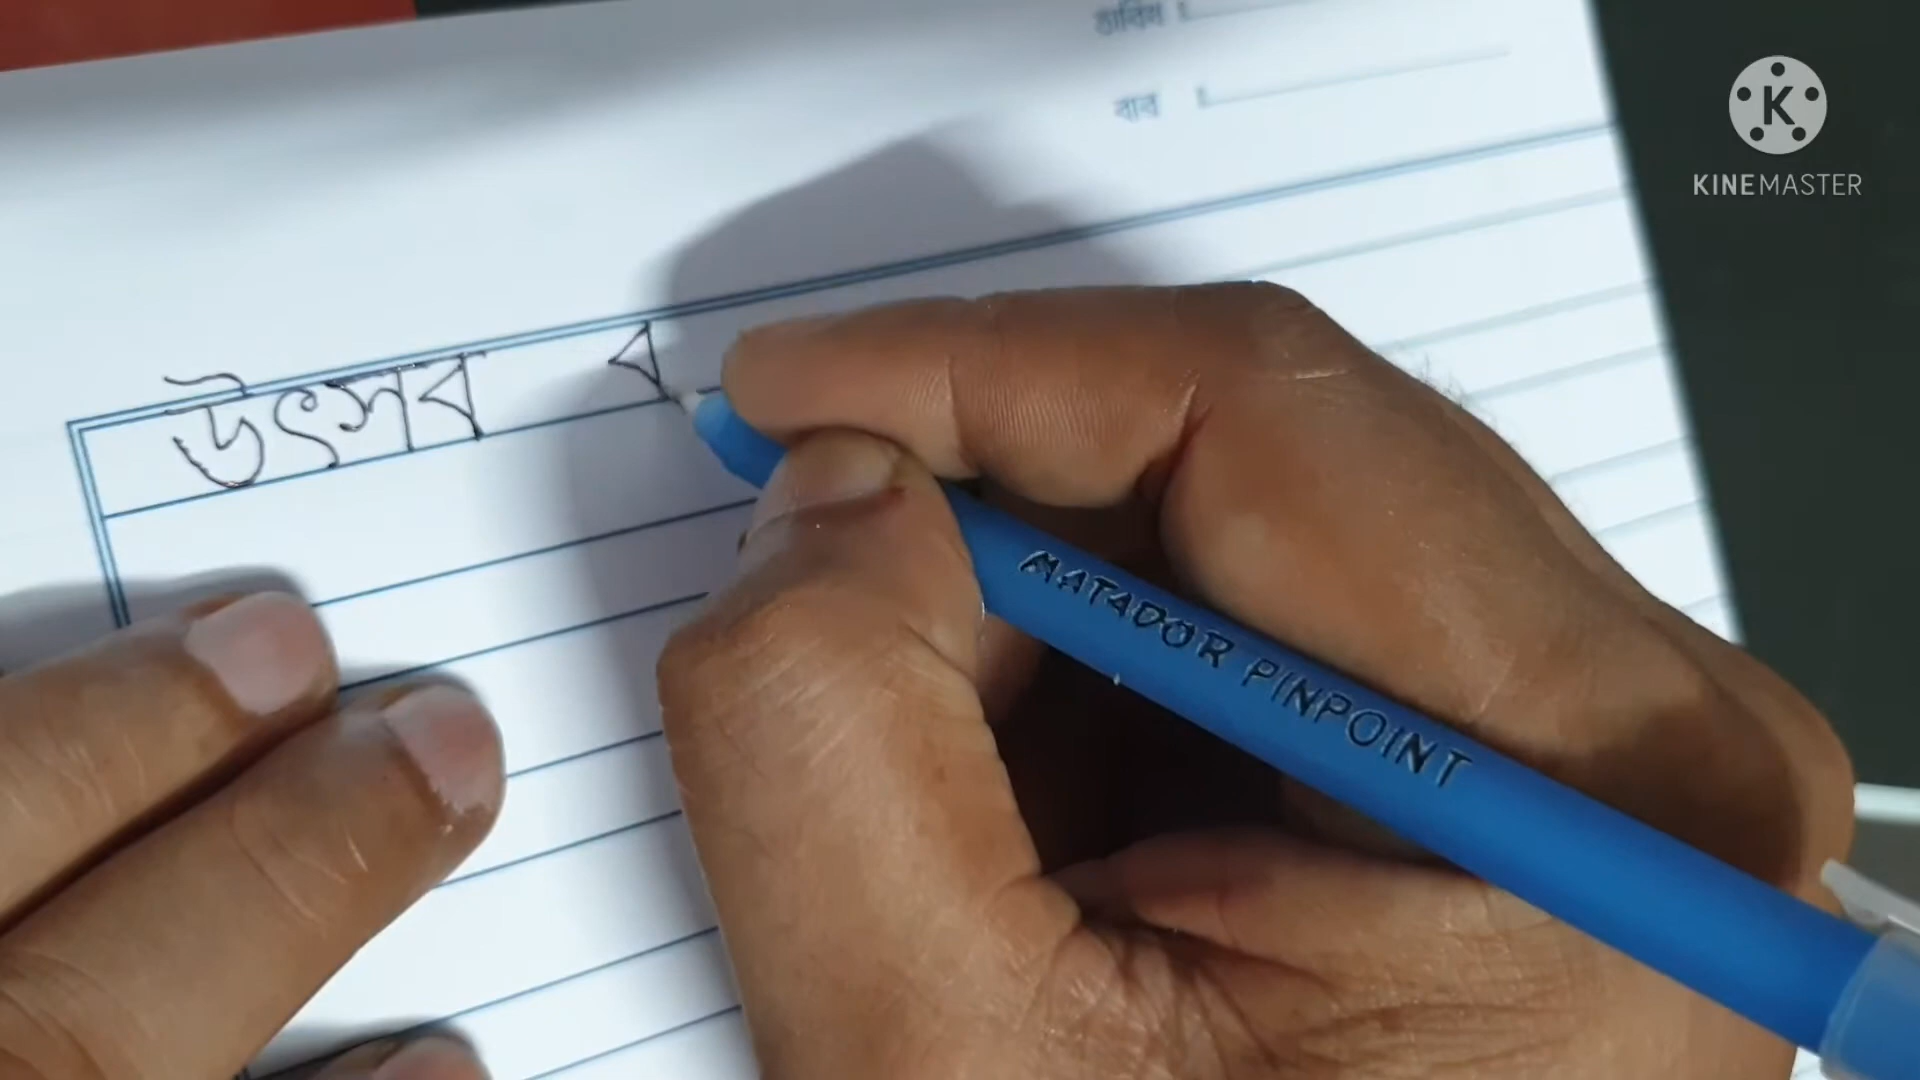 তারিখ :
বার :
KINEMASTER
উৎসব ব
MATADOR PINPOINT